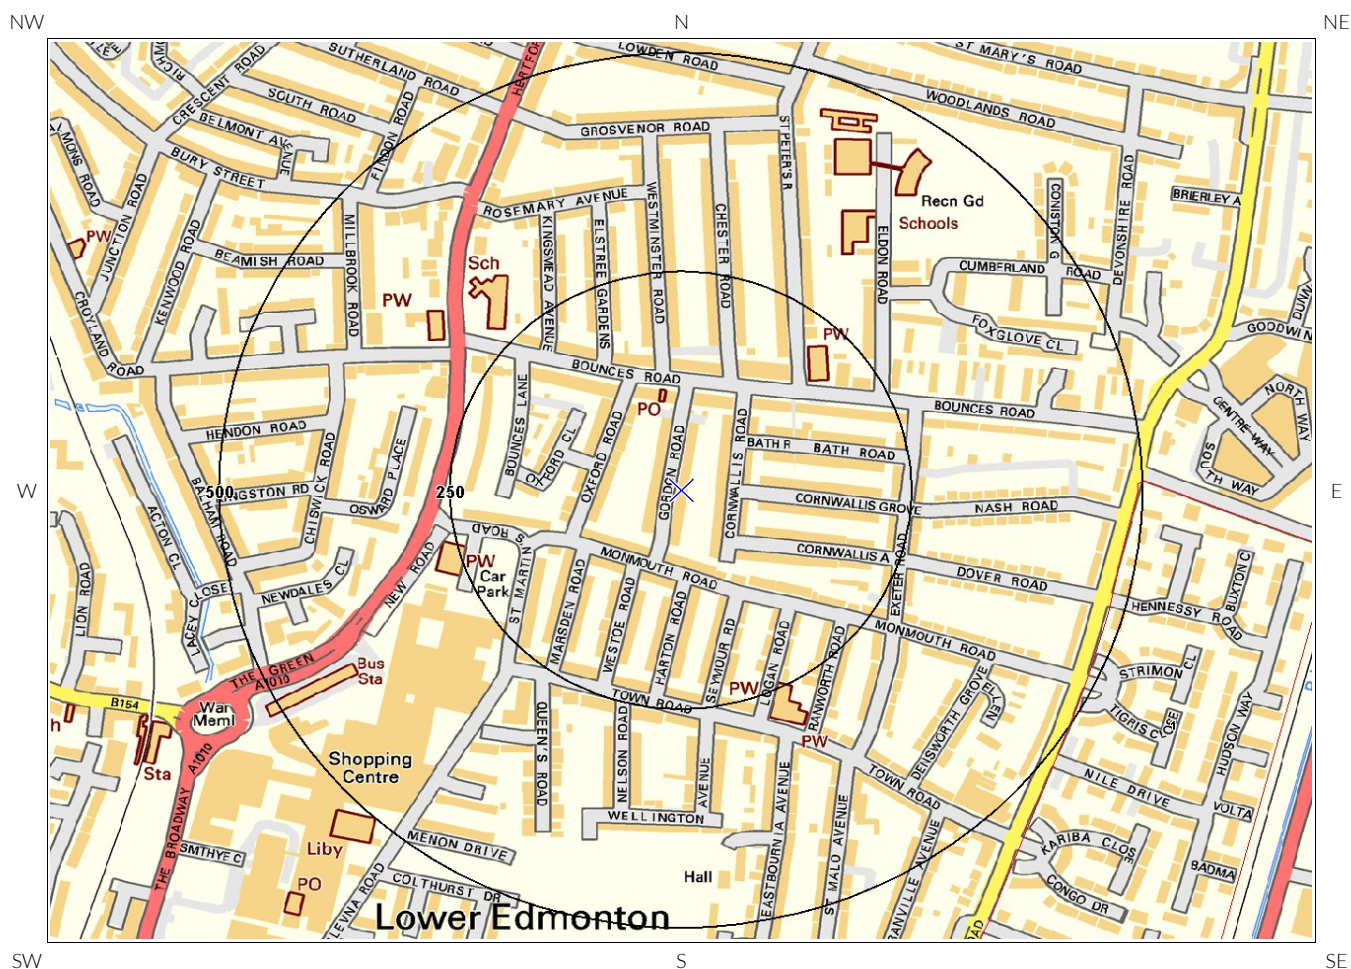 NW
N
NE
LOWDEN ROAD
ST MARY'S ROAD
SUTHERLAND ROAD
CRESCENT ROAD
SOUTH ROAD
WOODLANDS ROAD
BELMONT AVENUE
FINDON ROAD
GROSVENOR ROAD
BURY STREET
JUNCTION ROAD
ROSEMARY AVENUE
WESTMINSTER ROAD
CHESTER ROAD
ST PETER'S R
Recn Gd
Schools
CONISTON G
DEVONSHIRE ROAD
BRIERLEY A
PW
KENWOOD ROAD
BEAMISH ROAD
MILLBROOK ROAD
KINGSMEAD AVENUE
ELSTREE GARDENS
ELDON ROAD
CUMBERLAND ROAD
Sch
PW
CROYLAND ROAD
FOXGLOVE CL
GOODWIN
PW
BOUNCES ROAD
PO
BOUNCES ROAD
NORTH WAY
CENTRE WAY
SOUTH WAY
HENDON ROAD
BOUNCES LANE
OXFORD ROAD
GORDON ROAD
CORNWALLIS ROAD
BATH R
BATH ROAD
W
500
250
E
KINGSTON RD
CHISWICK ROAD
OSWARD PLACE
CORNWALLIS GROVE
NASH ROAD
BALHAM ROAD
ACTON CL
S ROAD
ST MARTIN
MONMOUTH ROAD
CORNWALLIS A
EXETER ROAD
DOVER ROAD
PW
Car
Park
NEW ROAD
LION ROAD
LACEY CLOSE
NEWDALES CL
MARSDEN ROAD
WESTOE ROAD
HARTON ROAD
SEYMOUR RD
LOGAN ROAD
RANWORTH ROAD
MONMOUTH ROAD
HENNESSY ROAD
BUXTON C
THE GREEN
A1010
Bus
Sta
STRIMON CL
B154
War
Meml
TOWN ROAD
PW
PW
TIGRIS CLOSE
HUDSON WAY
h
Sta
A1010
QUEEN'S ROAD
NELSON ROAD
AVENUE
WELLINGTON
Shopping
Centre
TOWN ROAD
NILE DRIVE
VOLTA
THE BROADWAY
EASTBOURNIA AVENUE
ST MALO AVENUE
Liby
MENON DRIVE
KARIBA CLOSE
SMTHYE C
Hall
BADMA
PO
COLTHURST DR
CONGO DR
Lower Edmonton
SW
S
SE